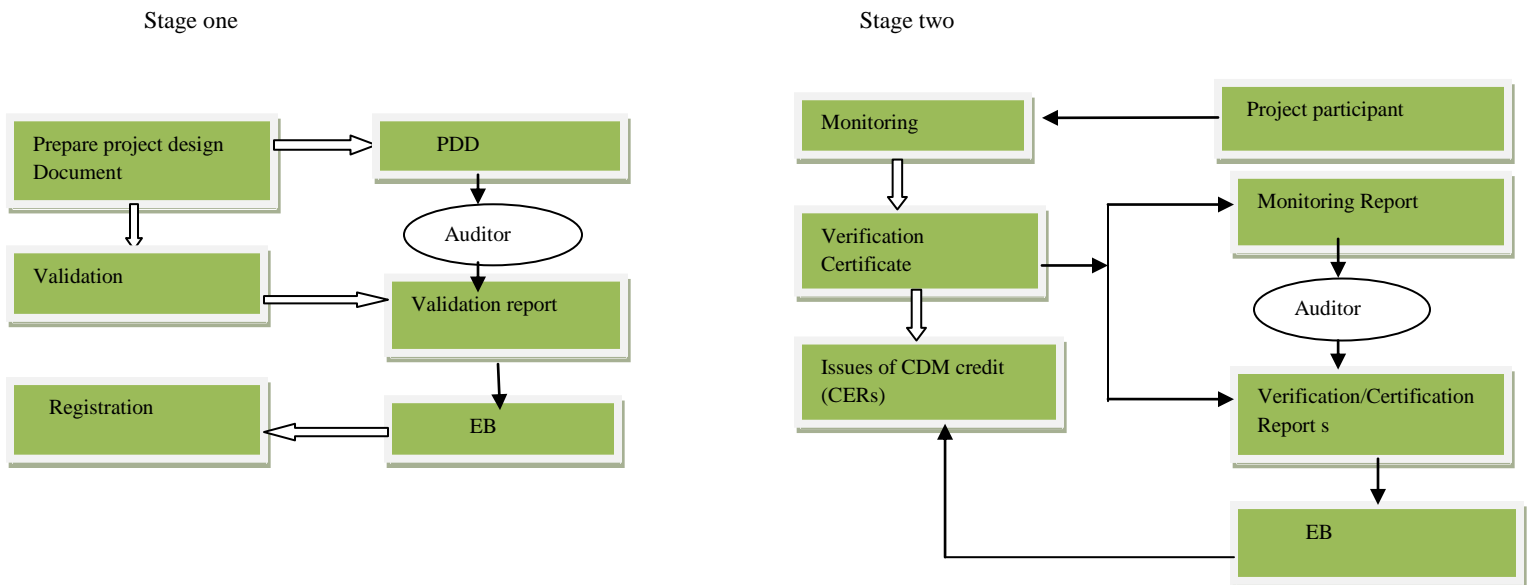 Stage one
Prepare project design
Document
PDD
Auditor
Validation
Validation report
Registration
EB
Stage two
Monitoring
Project participant
Verification
Certificate
Monitoring Report
Auditor
Issues of CDM credit
(CERs)
Verification/Certification
Report s
EB